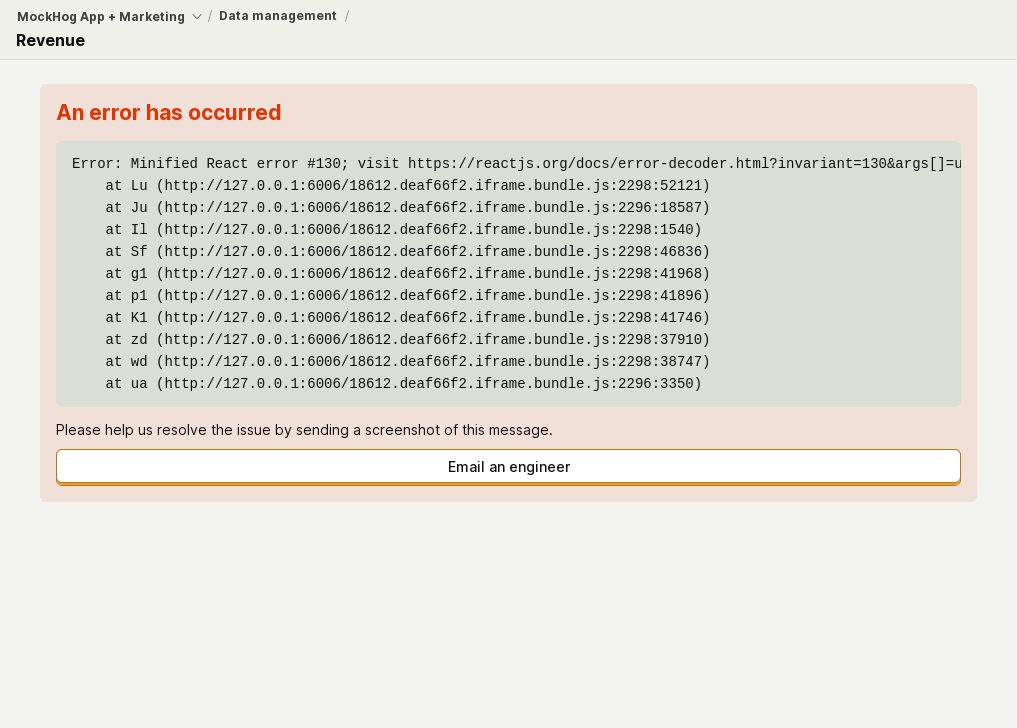 MockHog App + Marketing / Data management /
Revenue
An error has occurred
Error: Minified React error #130; visit https://reactjs.org/docs/error-decoder.html?invariant=130&args[]=u
at Lu (http://127.0.0.1:6006/18612.deaf66f2.iframe.bundle.js:2298:52121)
at Ju (http://127.0.0.1:6006/18612.deaf66f2.iframe.bundle.js:2296:18587)
at Il (http://127.0.0.1:6006/18612.deaf66f2.iframe.bundle.js:2298:1540)
at Sf (http://127.0.0.1:6006/18612.deaf66f2.iframe.bundle.js:2298:46836)
at g1 (http://127.0.0.1:6006/18612.deaf66f2.iframe.bundle.js:2298:41968)
at p1 (http://127.0.0.1:6006/18612.deaf66f2.iframe.bundle.js:2298:41896)
at K1 (http://127.0.0.1:6006/18612.deaf66f2.iframe.bundle.js:2298:41746)
at zd (http://127.0.0.1:6006/18612.deaf66f2.iframe.bundle.js:2298:37910)
at wd (http://127.0.0.1:6006/18612.deaf66f2.iframe.bundle.js:2298:38747)
at ua (http://127.0.0.1:6006/18612.deaf66f2.iframe.bundle.js:2296:3350)
Please help us resolve the issue by sending a screenshot of this message.
Email an engineer